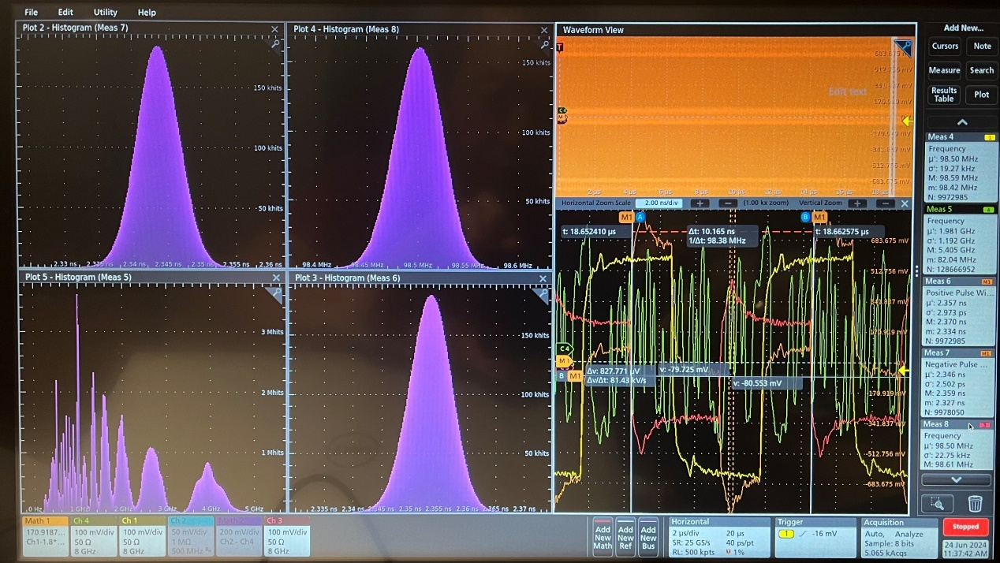 File Edit Utility Help
Plot 2 - Histogram (Meas 7)
150 khits
100 khits
50 khits
2.33 ns 2.335 ns 2.34 ns 2.345 ns 2.35 ns 2.355 ns 2.36 ns
Plot 4 - Histogram (Meas 8)
150 khits
100 khits
50 khits
98.4 MHz 98.45 MHz 98.5 MHz 98.55 MHz 98.6 MHz
Plot 5 - Histogram (Meas 5)
3 Mhits
2 Mhits
1 Mhits
0 Hz 1 GHz 2 GHz 3 GHz 4 GHz 5 GHz
Plot 3 - Histogram (Meas 6)
150 khits
100 khits
50 khits
2.335 ns 2.34 ns 2.345 ns 2.35 ns 2.355 ns 2.36 ns 2.365 ns 2.37 ns
Waveform View
T
683.675 mV
512.756 mV
341.837 mV
Edit text
170.919 mV
C4
M1
-170.919 mV
-341.837 mV
-512.756 mV
-683.675 mV
2 µs 4 µs 6 µs 8 µs 10 µs 12 µs 14 µs 16 µs 18 µs
Horizontal Zoom Scale 2.00 ns/div + − (1.00 kx zoom) Vertical Zoom + −
M1 A B M1
t: 18.652410 µs
Δt: 10.165 ns
1/Δt: 98.38 MHz
t: 18.662575 µs
683.675 mV
512.756 mV
341.837 mV
170.919 mV
C4
M1
B M1
Δv: 827.771 µV
Δv/Δt: 81.43 kV/s
v: -79.725 mV
v: -80.553 mV
-170.919 mV
-341.837 mV
-512.756 mV
-683.675 mV
Add New...
Cursors Note
Measure Search
Results Table Plot
Meas 4 1
Frequency
µ': 98.50 MHz
σ': 19.27 kHz
M: 98.59 MHz
m: 98.42 MHz
N: 9972985
Meas 5 4
Frequency
µ': 1.981 GHz
σ': 1.192 GHz
M: 5.405 GHz
m: 82.04 MHz
N: 128666952
Meas 6 M1
Positive Pulse Wi...
µ': 2.357 ns
σ': 2.973 ps
M: 2.370 ns
m: 2.334 ns
N: 9972985
Meas 7 M1
Negative Pulse ...
µ': 2.346 ns
σ': 2.502 ps
M: 2.359 ns
m: 2.327 ns
N: 9978050
Meas 8 3
Frequency
µ': 98.50 MHz
σ': 22.75 kHz
M: 98.61 MHz
Math 1
170.9187...
Ch1-1.8*...
Ch 4
100 mV/div
50 Ω
8 GHz
Ch 1
100 mV/div
50 Ω
8 GHz
Ch 2
50 mV/div
1 MΩ
500 MHz
Math 2
200 mV/div
Ch2 - Ch4
Ch 3
100 mV/div
50 Ω
8 GHz
Add New Math
Add New Ref
Add New Bus
Horizontal
2 µs/div 20 µs
SR: 25 GS/s 40 ps/pt
RL: 500 kpts 1%
Trigger
1 -16 mV
Acquisition
Auto, Analyze
Sample: 8 bits
5.065 kAcqs
Stopped
24 Jun 2024
11:37:42 AM